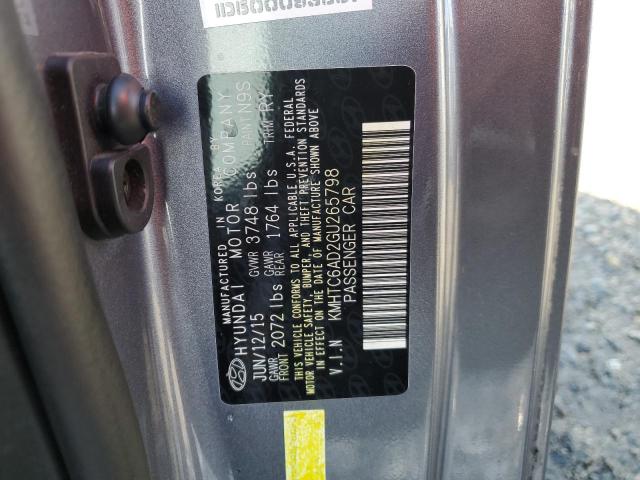 MANUFACTURED IN KOREA BY
HYUNDAI MOTOR COMPANY
JUN/12/15 GVWR 3748 lbs PAINT N9S
GAWR FRONT 2072 lbs GAWR REAR 1764 lbs TRIM RY
THIS VEHICLE CONFORMS TO ALL APPLICABLE U.S.A. FEDERAL
MOTOR VEHICLE SAFETY, BUMPER, AND THEFT PREVENTION STANDARDS
IN EFFECT ON THE DATE OF MANUFACTURE SHOWN ABOVE
V.I.N KMHTC6AD2GU265798
PASSENGER CAR